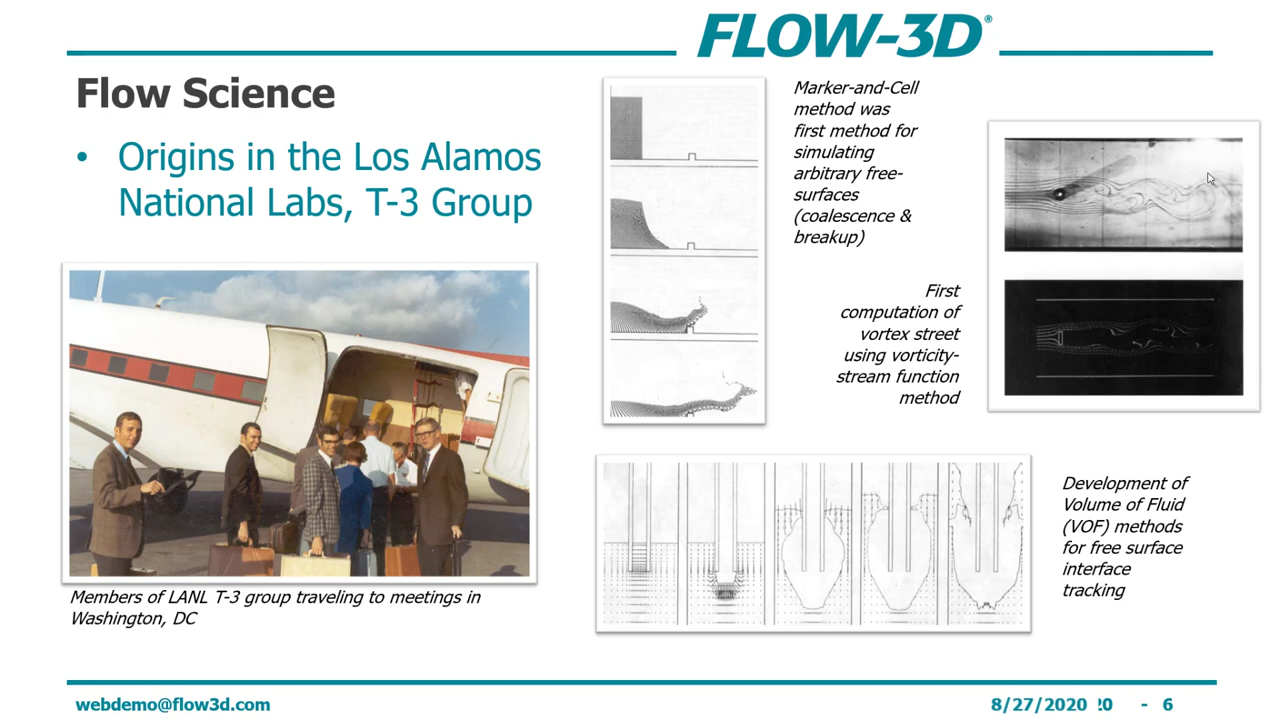 FLOW-3D®
Flow Science
• Origins in the Los Alamos
National Labs, T-3 Group
Members of LANL T-3 group traveling to meetings in
Washington, DC
Marker-and-Cell
method was
first method for
simulating
arbitrary free-
surfaces
(coalescence &
breakup)
First
computation of
vortex street
using vorticity-
stream function
method
Development of
Volume of Fluid
(VOF) methods
for free surface
interface
tracking
webdemo@flow3d.com
8/27/2020 - 6